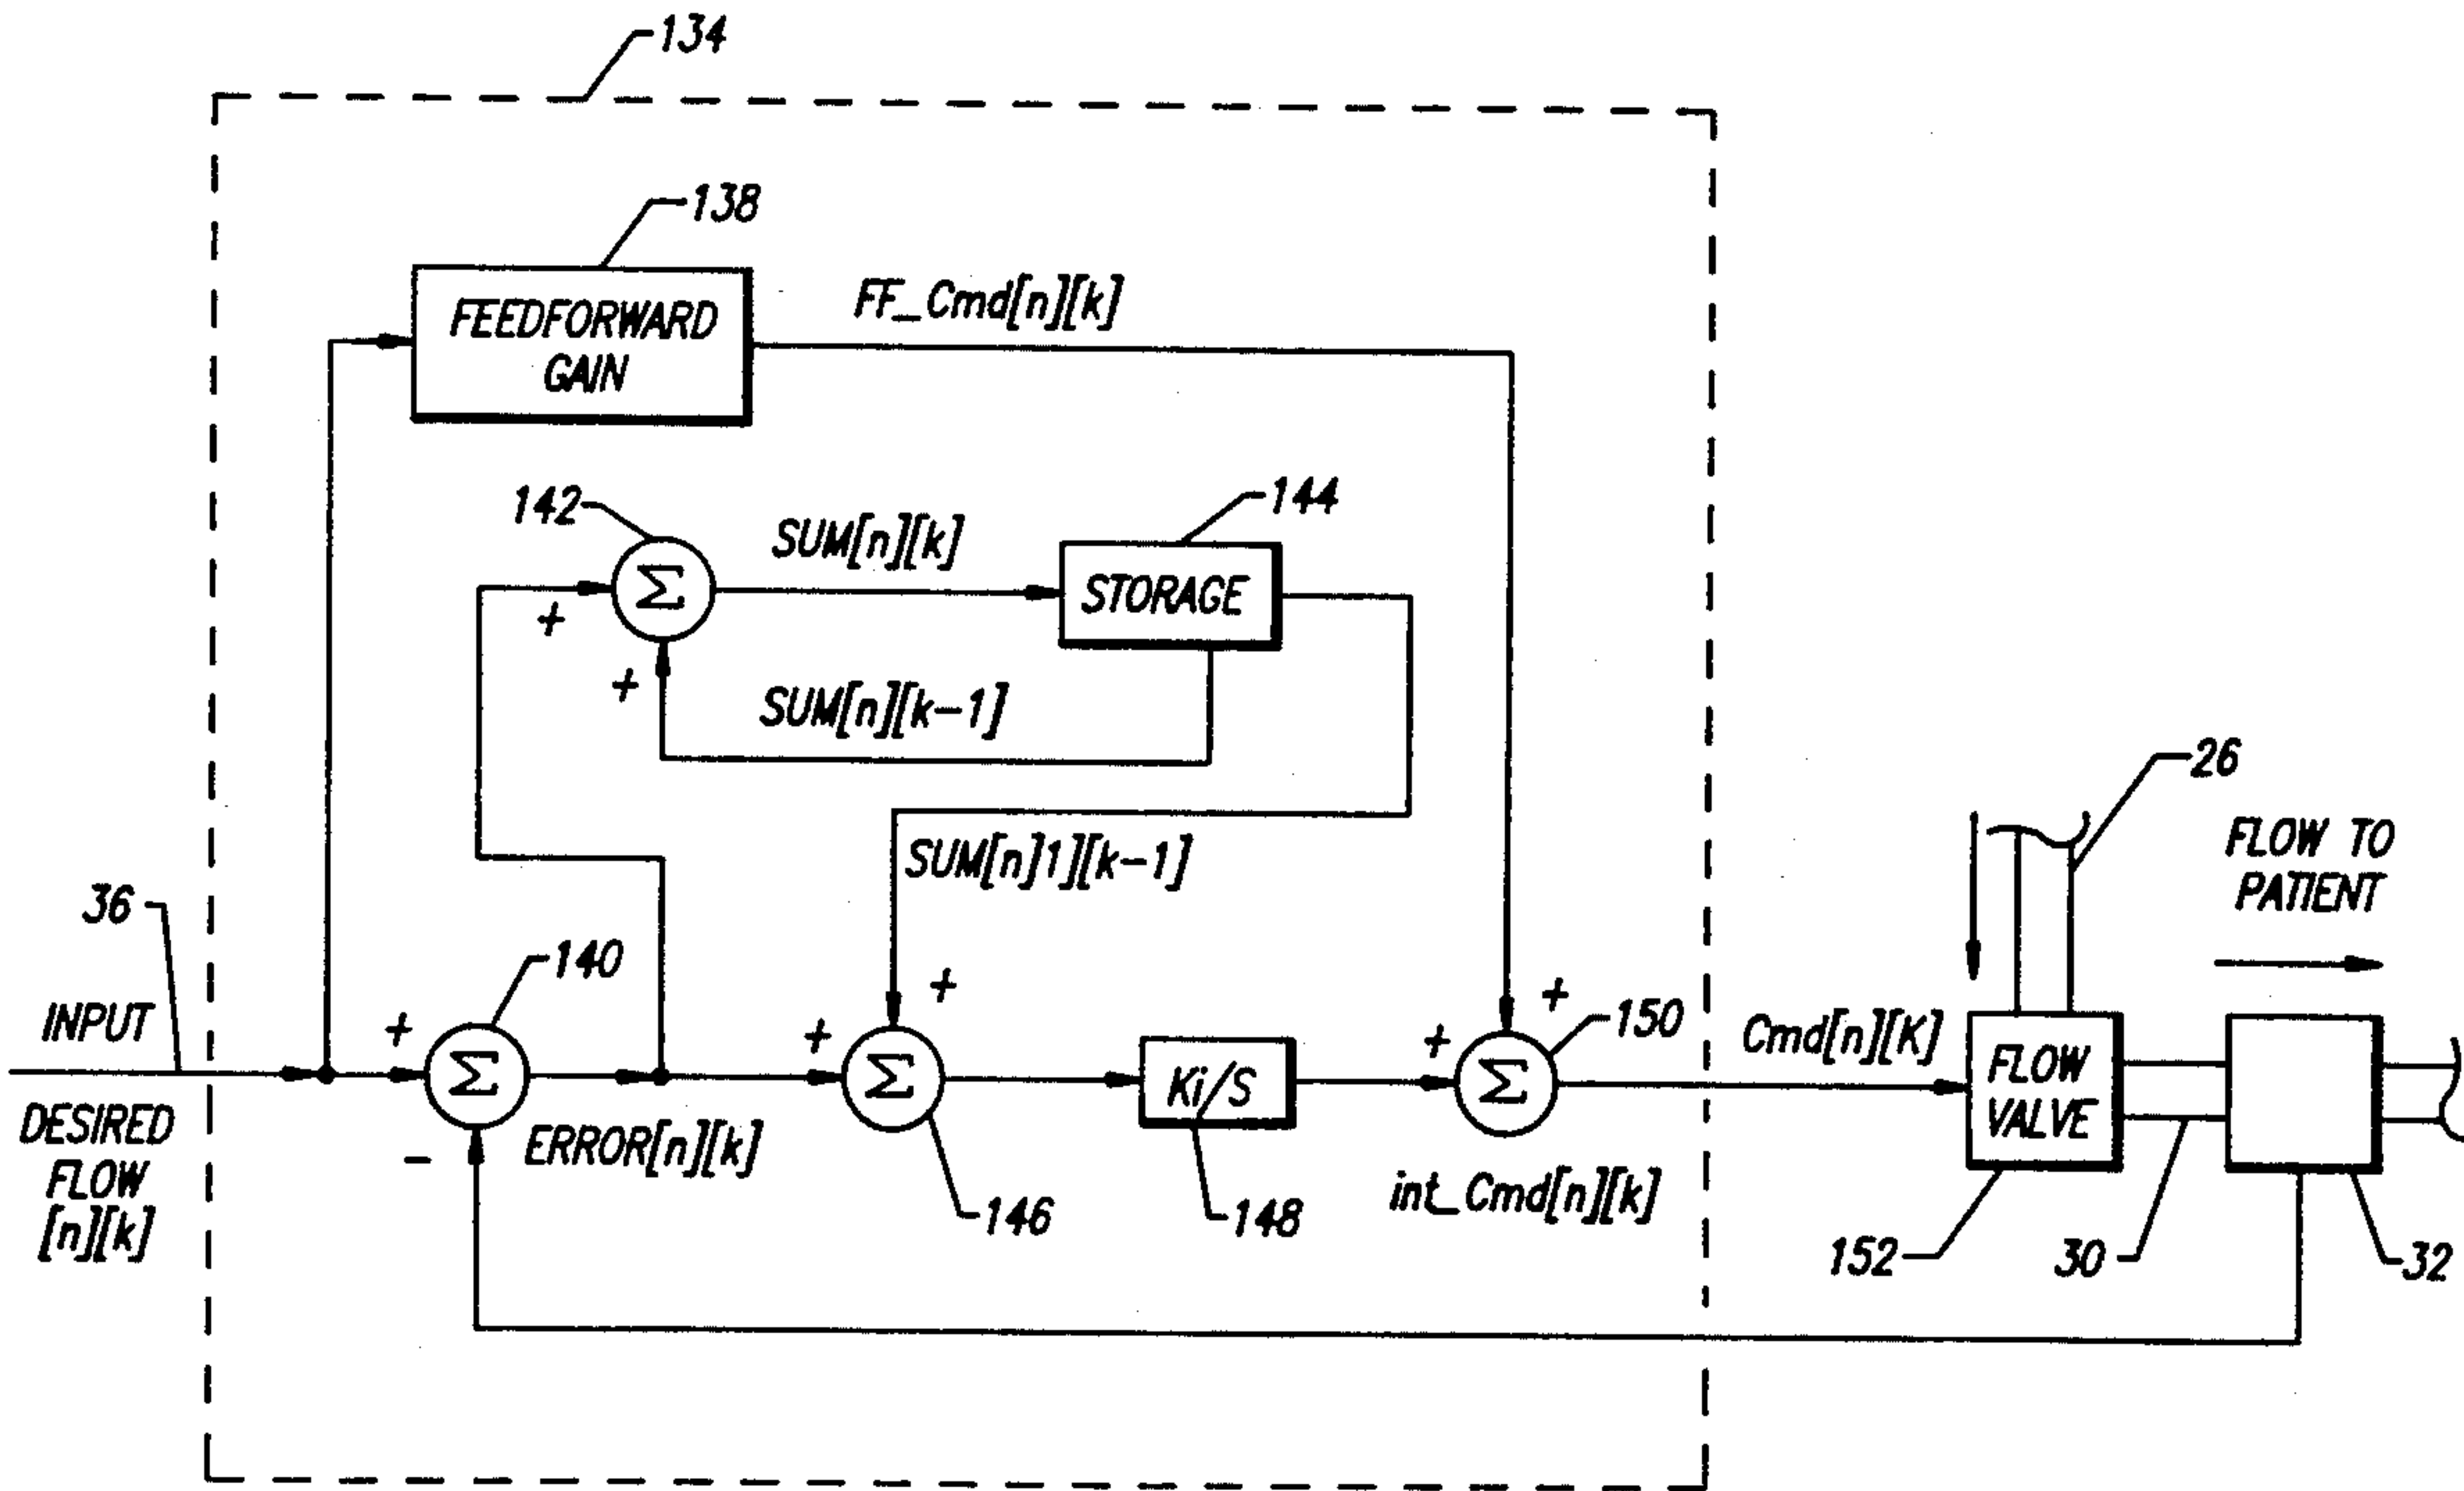 134
138
FEEDFORWARD
GAIN
FF_Cmd[n][k]
142
SUM[n][k]
144
Σ
STORAGE
+
+
SUM[n][k-1]
26
FLOW TO
PATIENT
SUM[n]1][k-1]
36
140
INPUT
+
Σ
+
+
Σ
Ki/S
+
+
Σ
150
Cmd[n][K]
FLOW
VALVE
DESIRED
FLOW
[n][k]
-
ERROR[n][k]
146
148
int_Cmd[n][k]
152
30
32